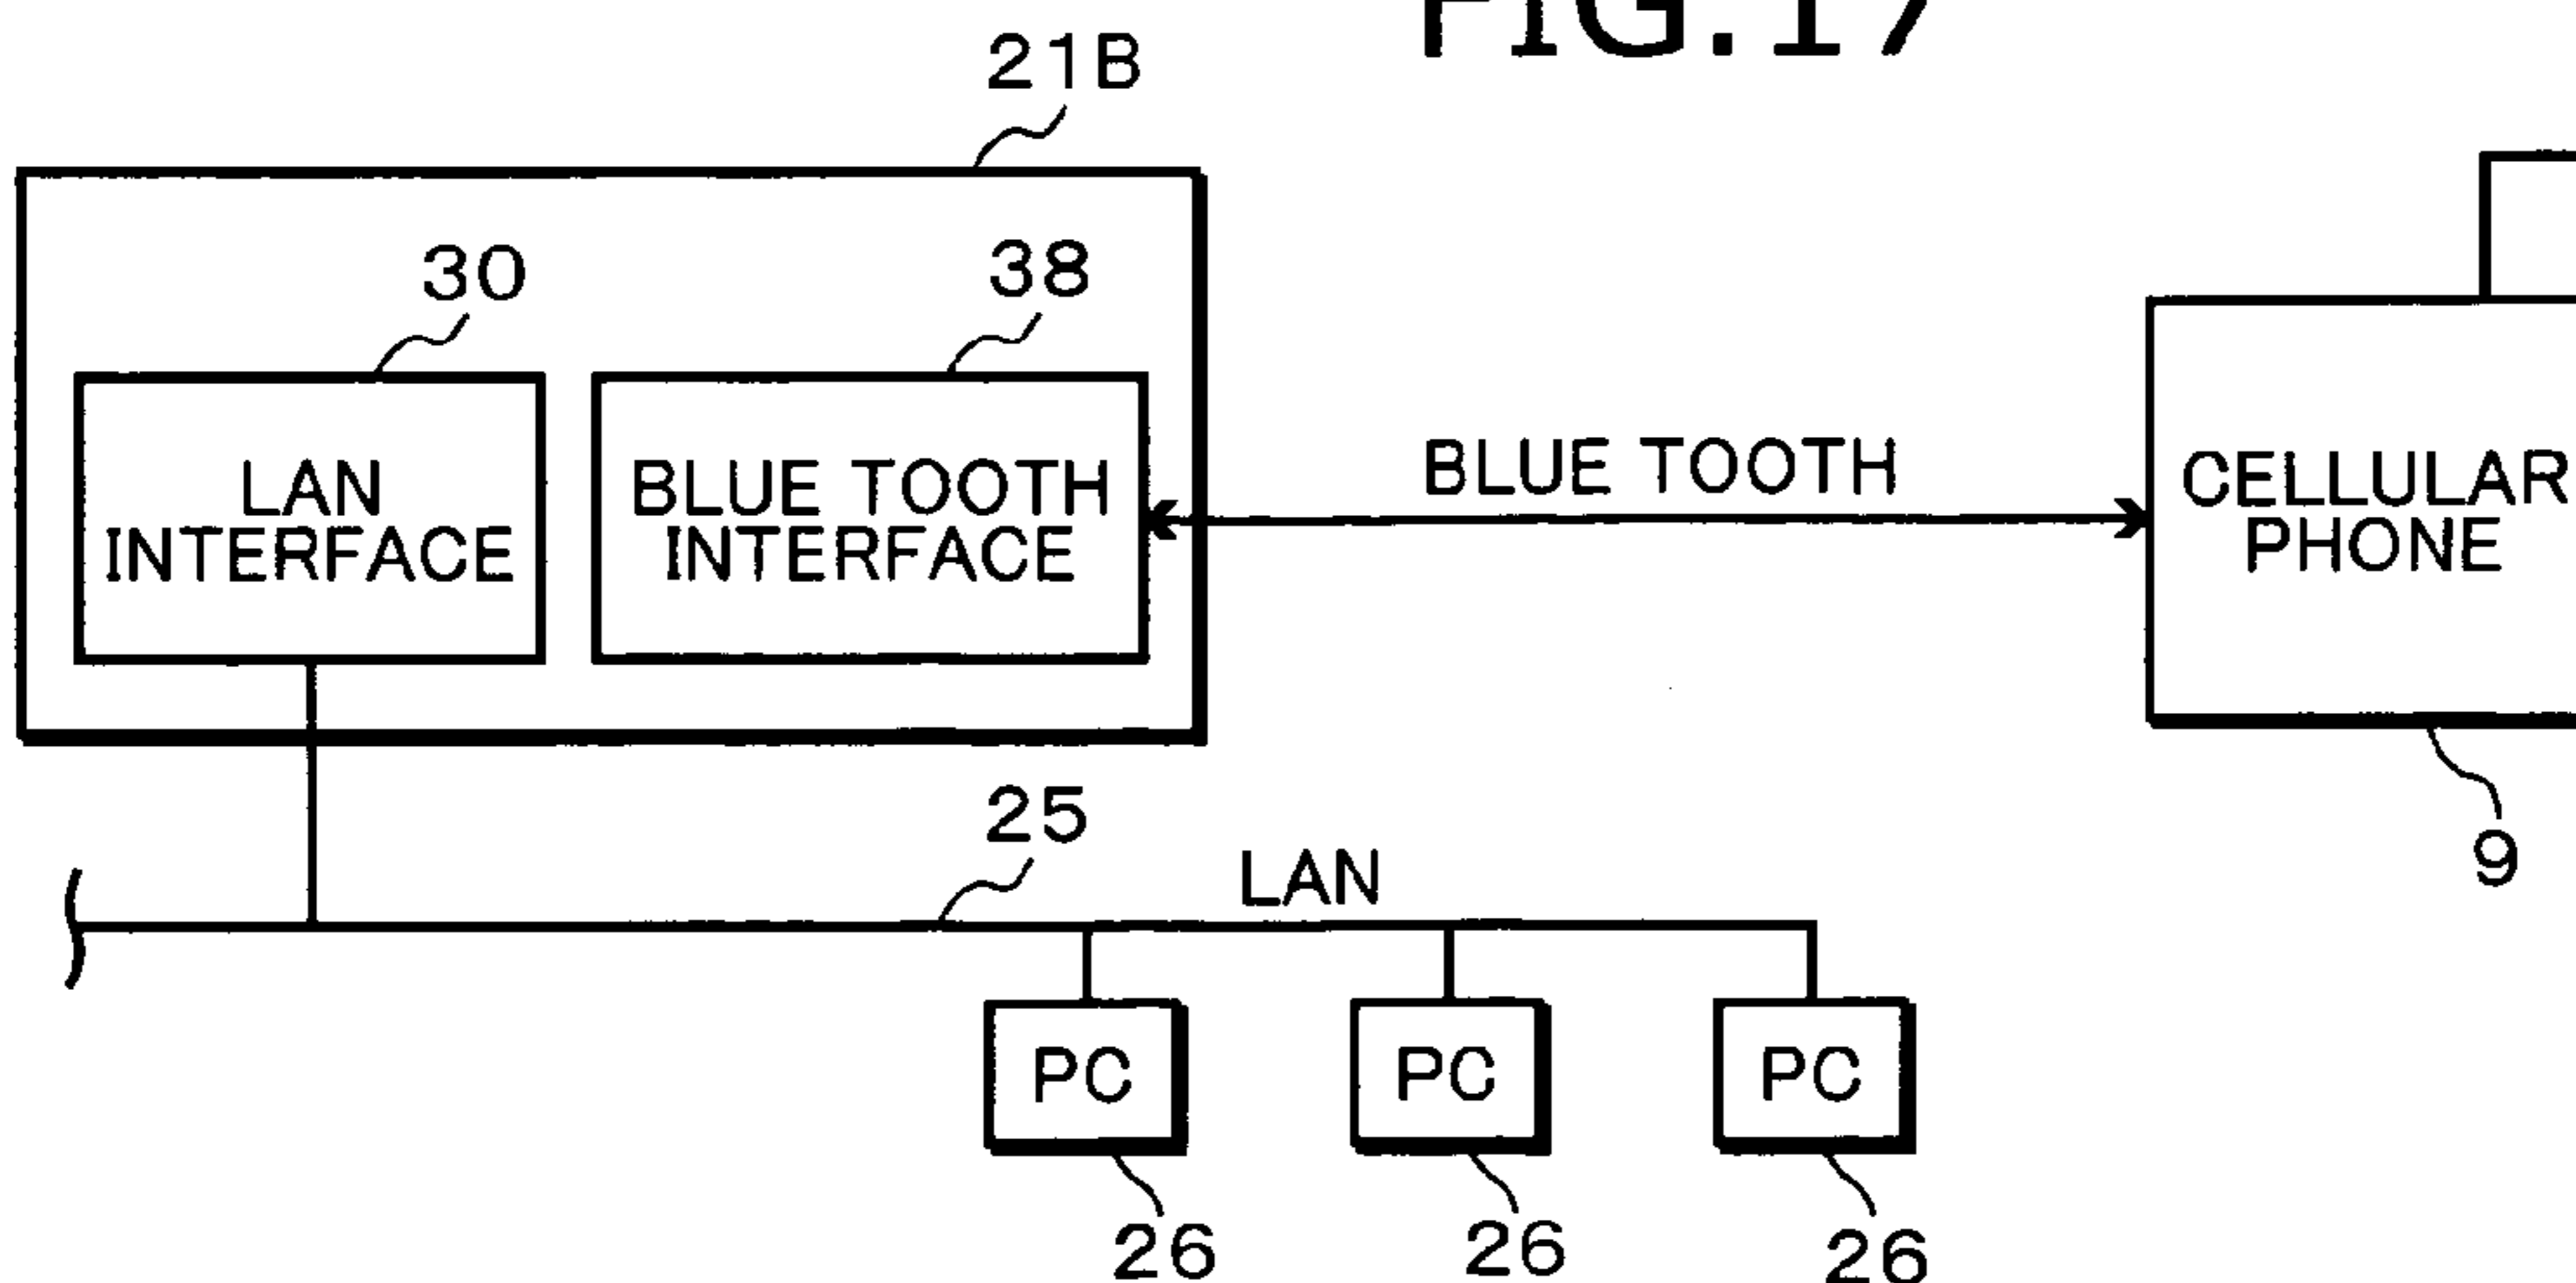 FIG.17
21B
30
38
LAN
INTERFACE
BLUE TOOTH
INTERFACE
BLUE TOOTH
CELLULAR
PHONE
9
25
LAN
PC
PC
PC
26
26
26